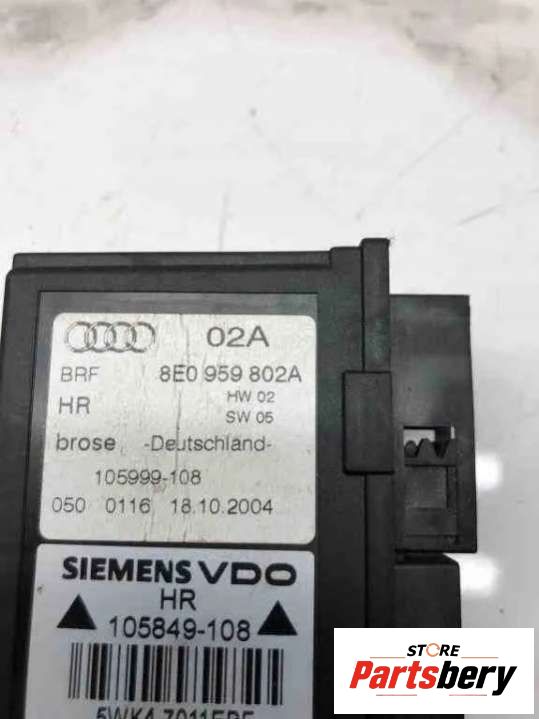 02A
BRF 8E0 959 802A
HR HW 02
SW 05
brose -Deutschland-
105999-108
050 0116 18.10.2004
SIEMENS VDO
HR
105849-108
STORE
Partsbery